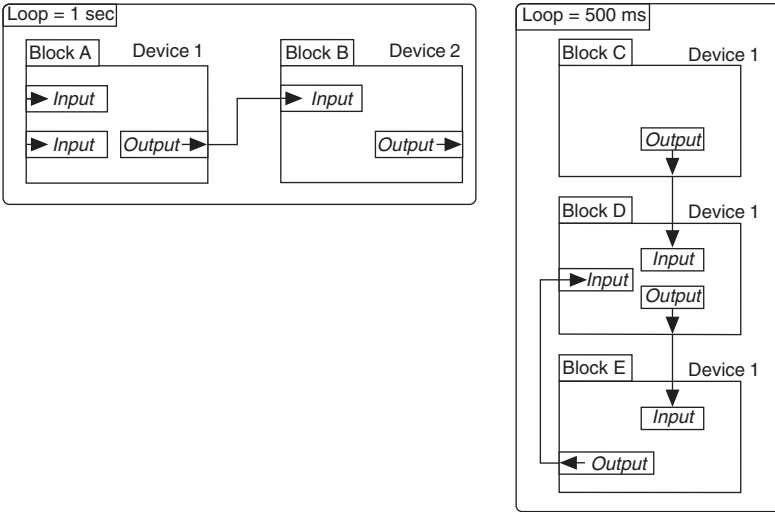 Loop = 1 sec
Block A
Device 1
Block B
Device 2
Input
Input
Input
Output
Output
Loop = 500 ms
Block C
Device 1
Output
Block D
Device 1
Input
Input
Output
Block E
Device 1
Input
Output